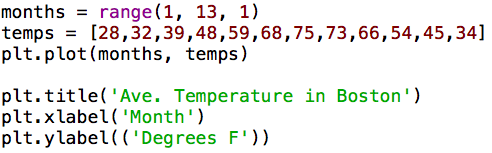 months = range(1, 13, 1)
temps = [28,32,39,48,59,68,75,73,66,54,45,34]
plt.plot(months, temps)
plt.title('Ave. Temperature in Boston')
plt.xlabel('Month')
plt.ylabel(('Degrees F'))